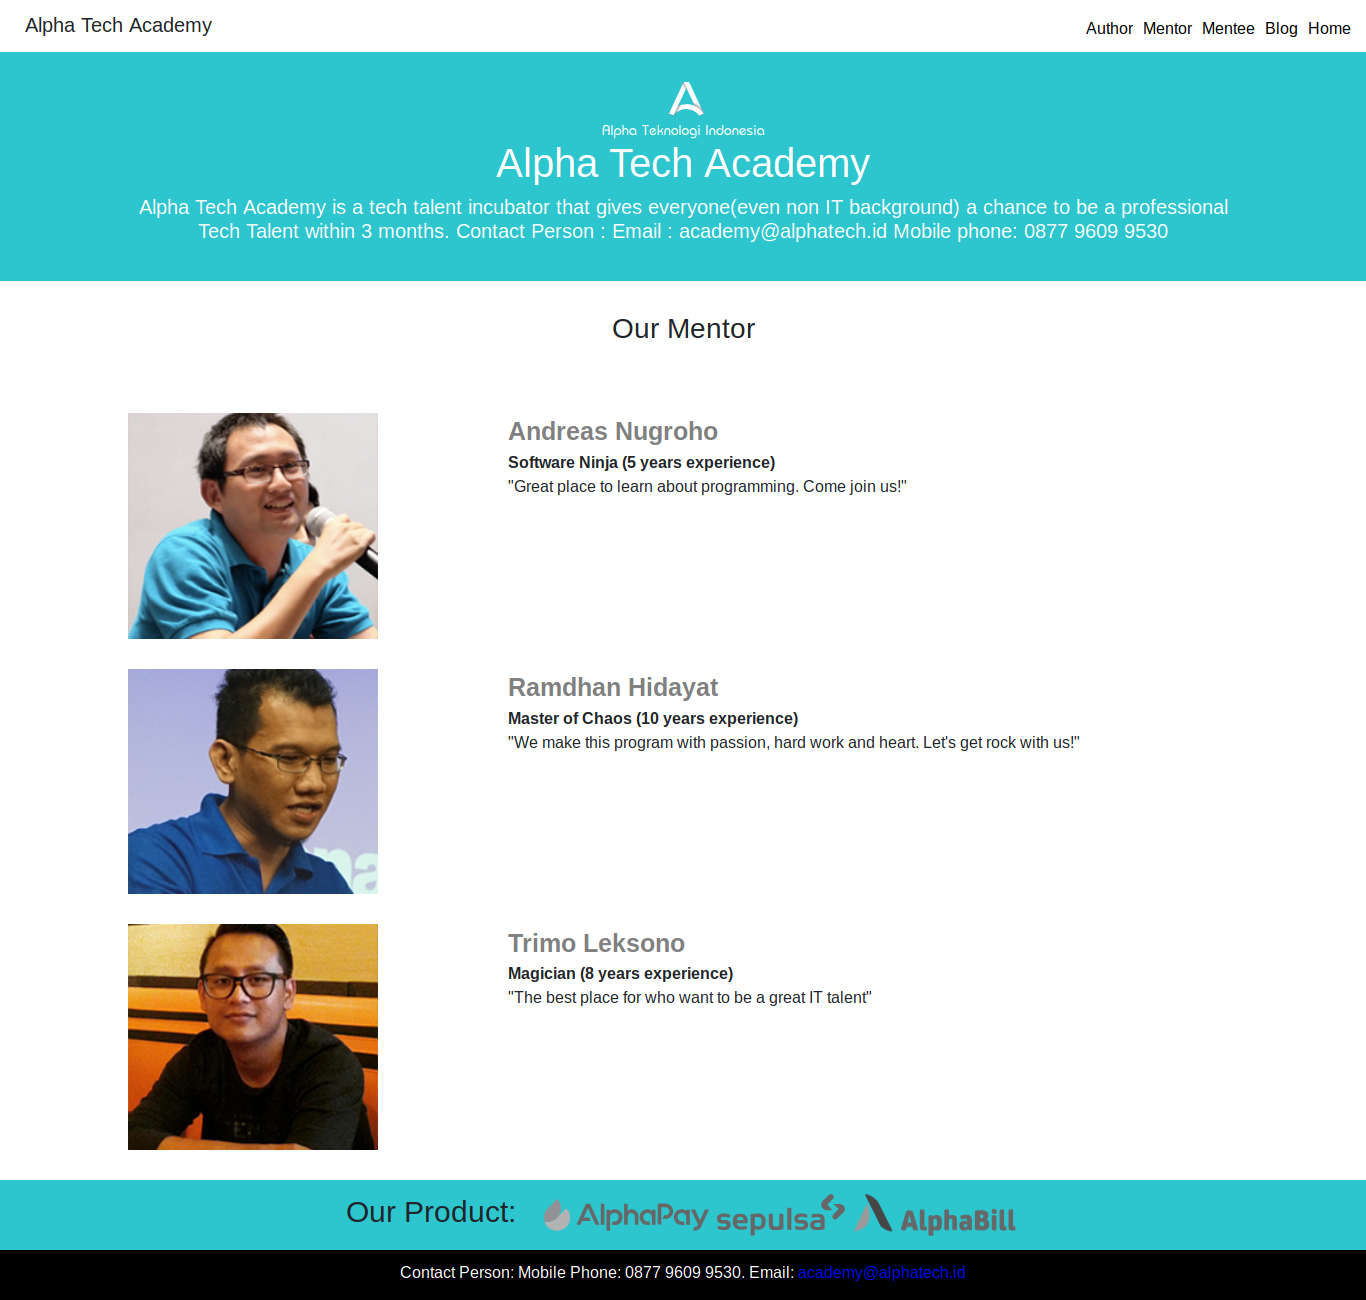 Alpha Tech Academy
Author Mentor Mentee Blog Home
Alpha Teknologi Indonesia
Alpha Tech Academy
Alpha Tech Academy is a tech talent incubator that gives everyone(even non IT background) a chance to be a professional
Tech Talent within 3 months. Contact Person : Email : academy@alphatech.id Mobile phone: 0877 9609 9530
Our Mentor
Andreas Nugroho
Software Ninja (5 years experience)
"Great place to learn about programming. Come join us!"
Ramdhan Hidayat
Master of Chaos (10 years experience)
"We make this program with passion, hard work and heart. Let's get rock with us!"
Trimo Leksono
Magician (8 years experience)
"The best place for who want to be a great IT talent"
Our Product: AlphaPay sepulsa AlphaBill
Contact Person: Mobile Phone: 0877 9609 9530. Email: academy@alphatech.id